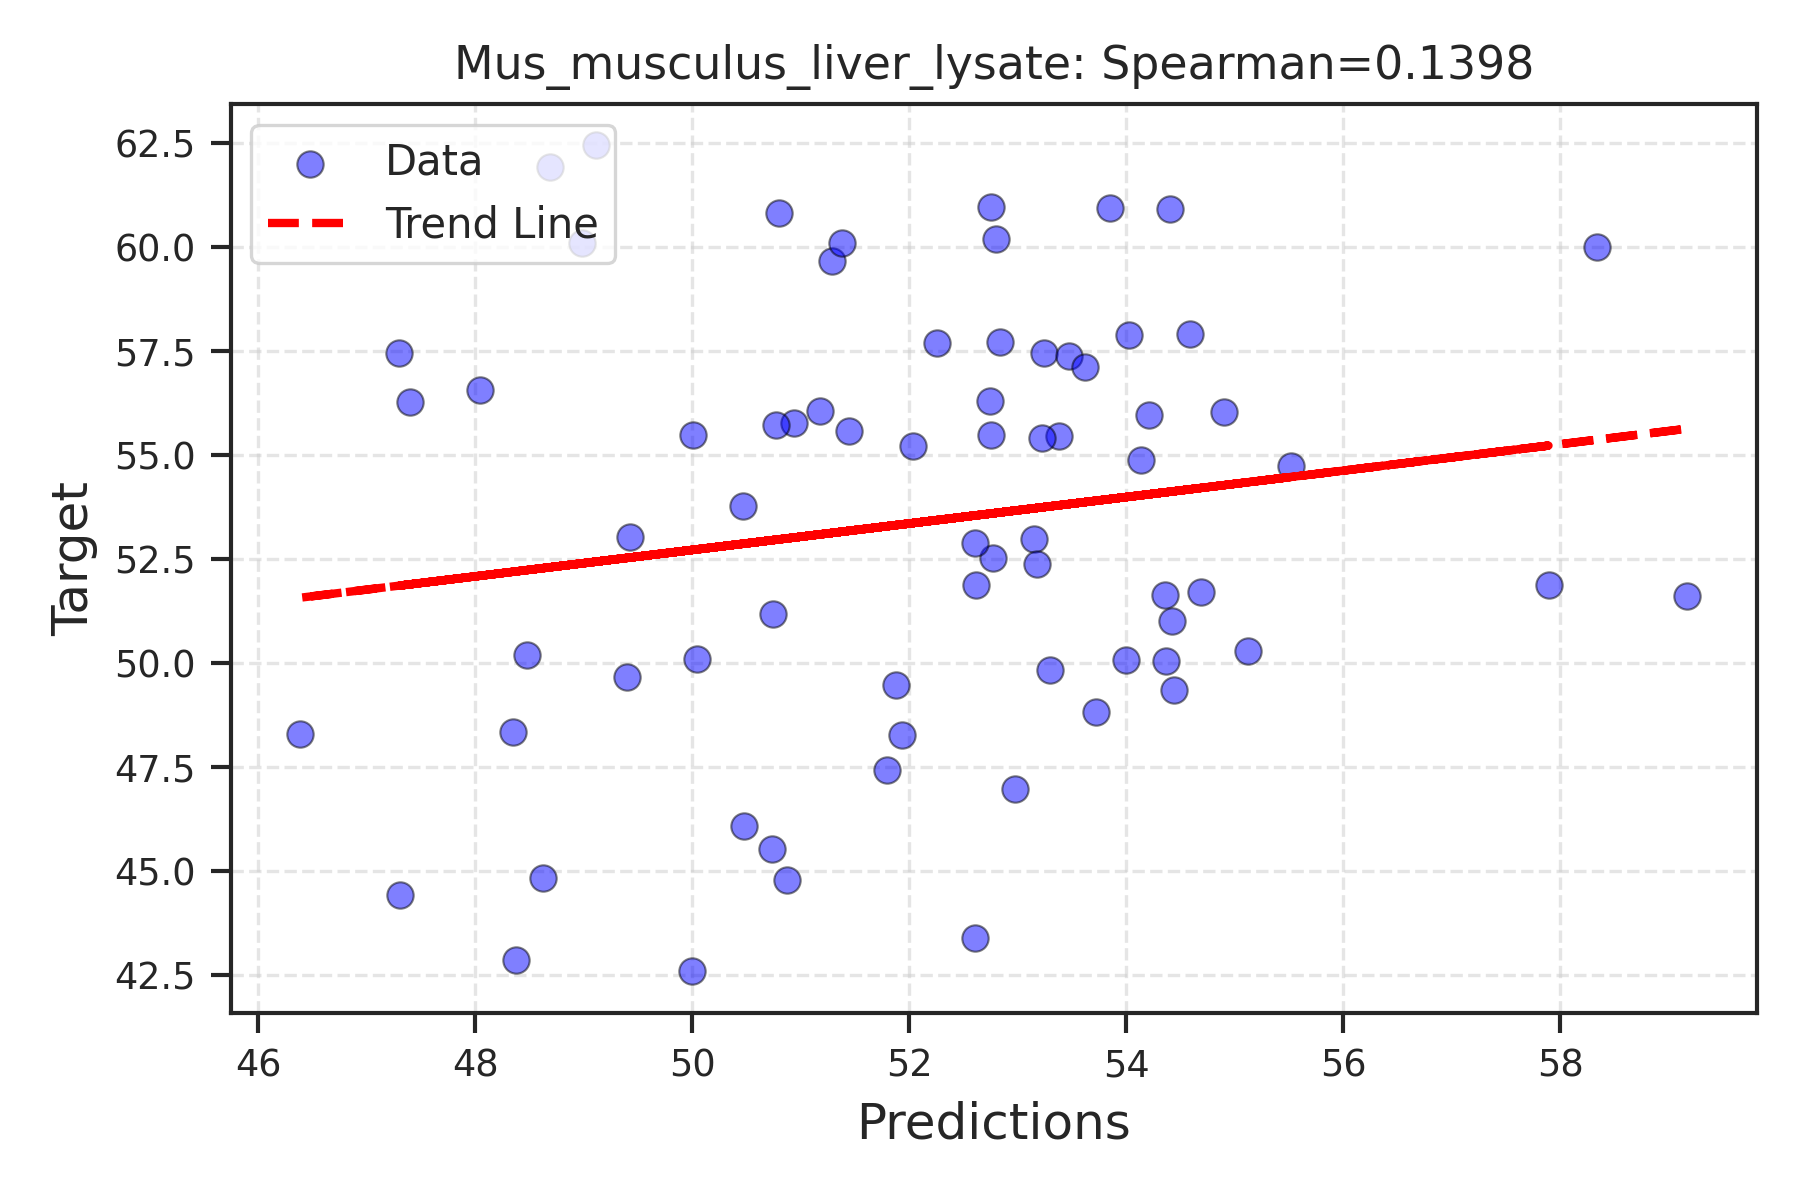 Mus_musculus_liver_lysate: Spearman=0.1398
Data
Trend Line
62.5
60.0
57.5
55.0
52.5
50.0
47.5
45.0
42.5
Target
46 48 50 52 54 56 58
Predictions